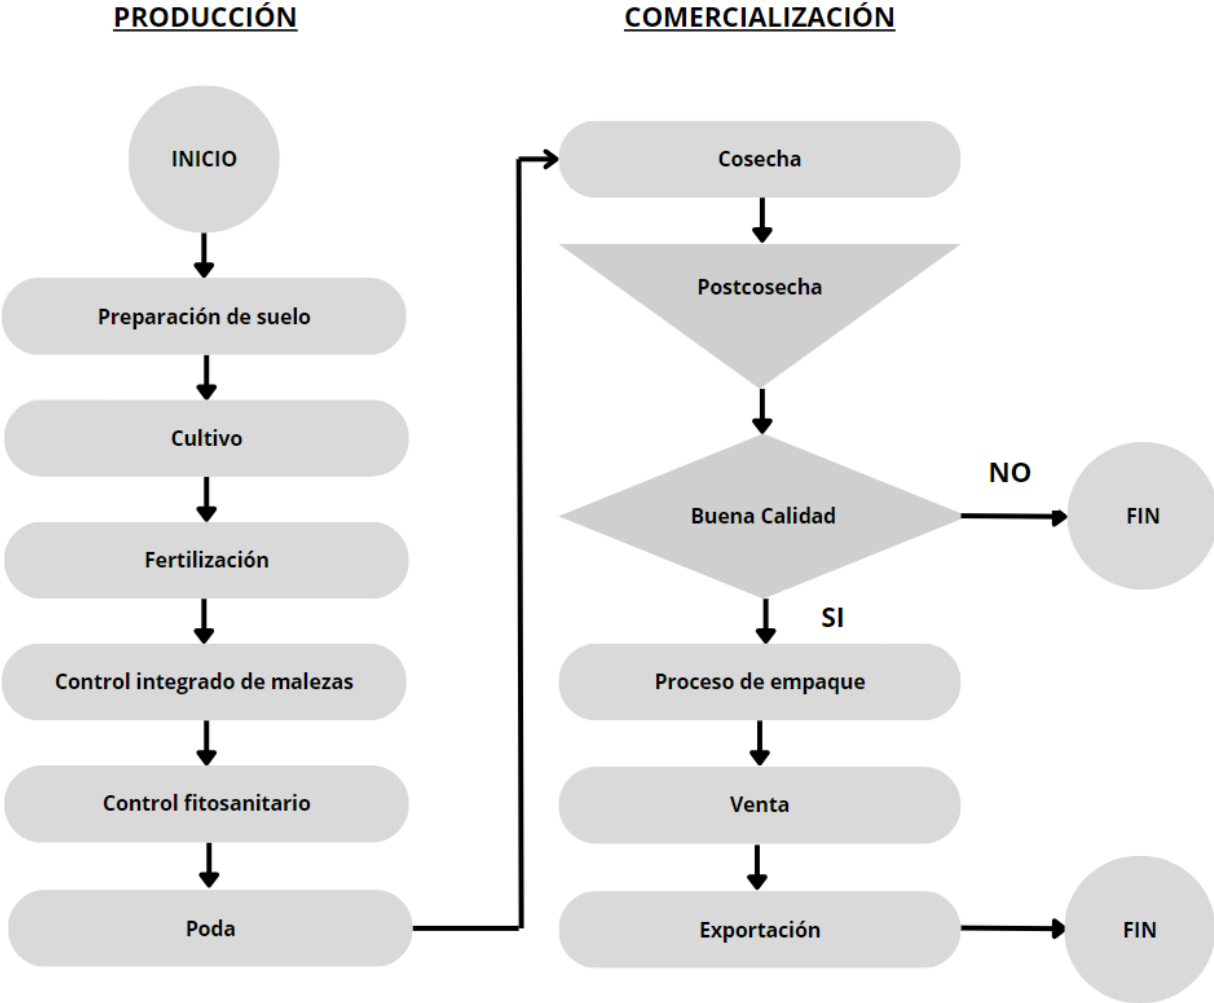 PRODUCCIÓN
INICIO
Preparación de suelo
Cultivo
Fertilización
Control integrado de malezas
Control fitosanitario
Poda
COMERCIALIZACIÓN
Cosecha
Postcosecha
Buena Calidad
NO
FIN
SI
Proceso de empaque
Venta
Exportación
FIN